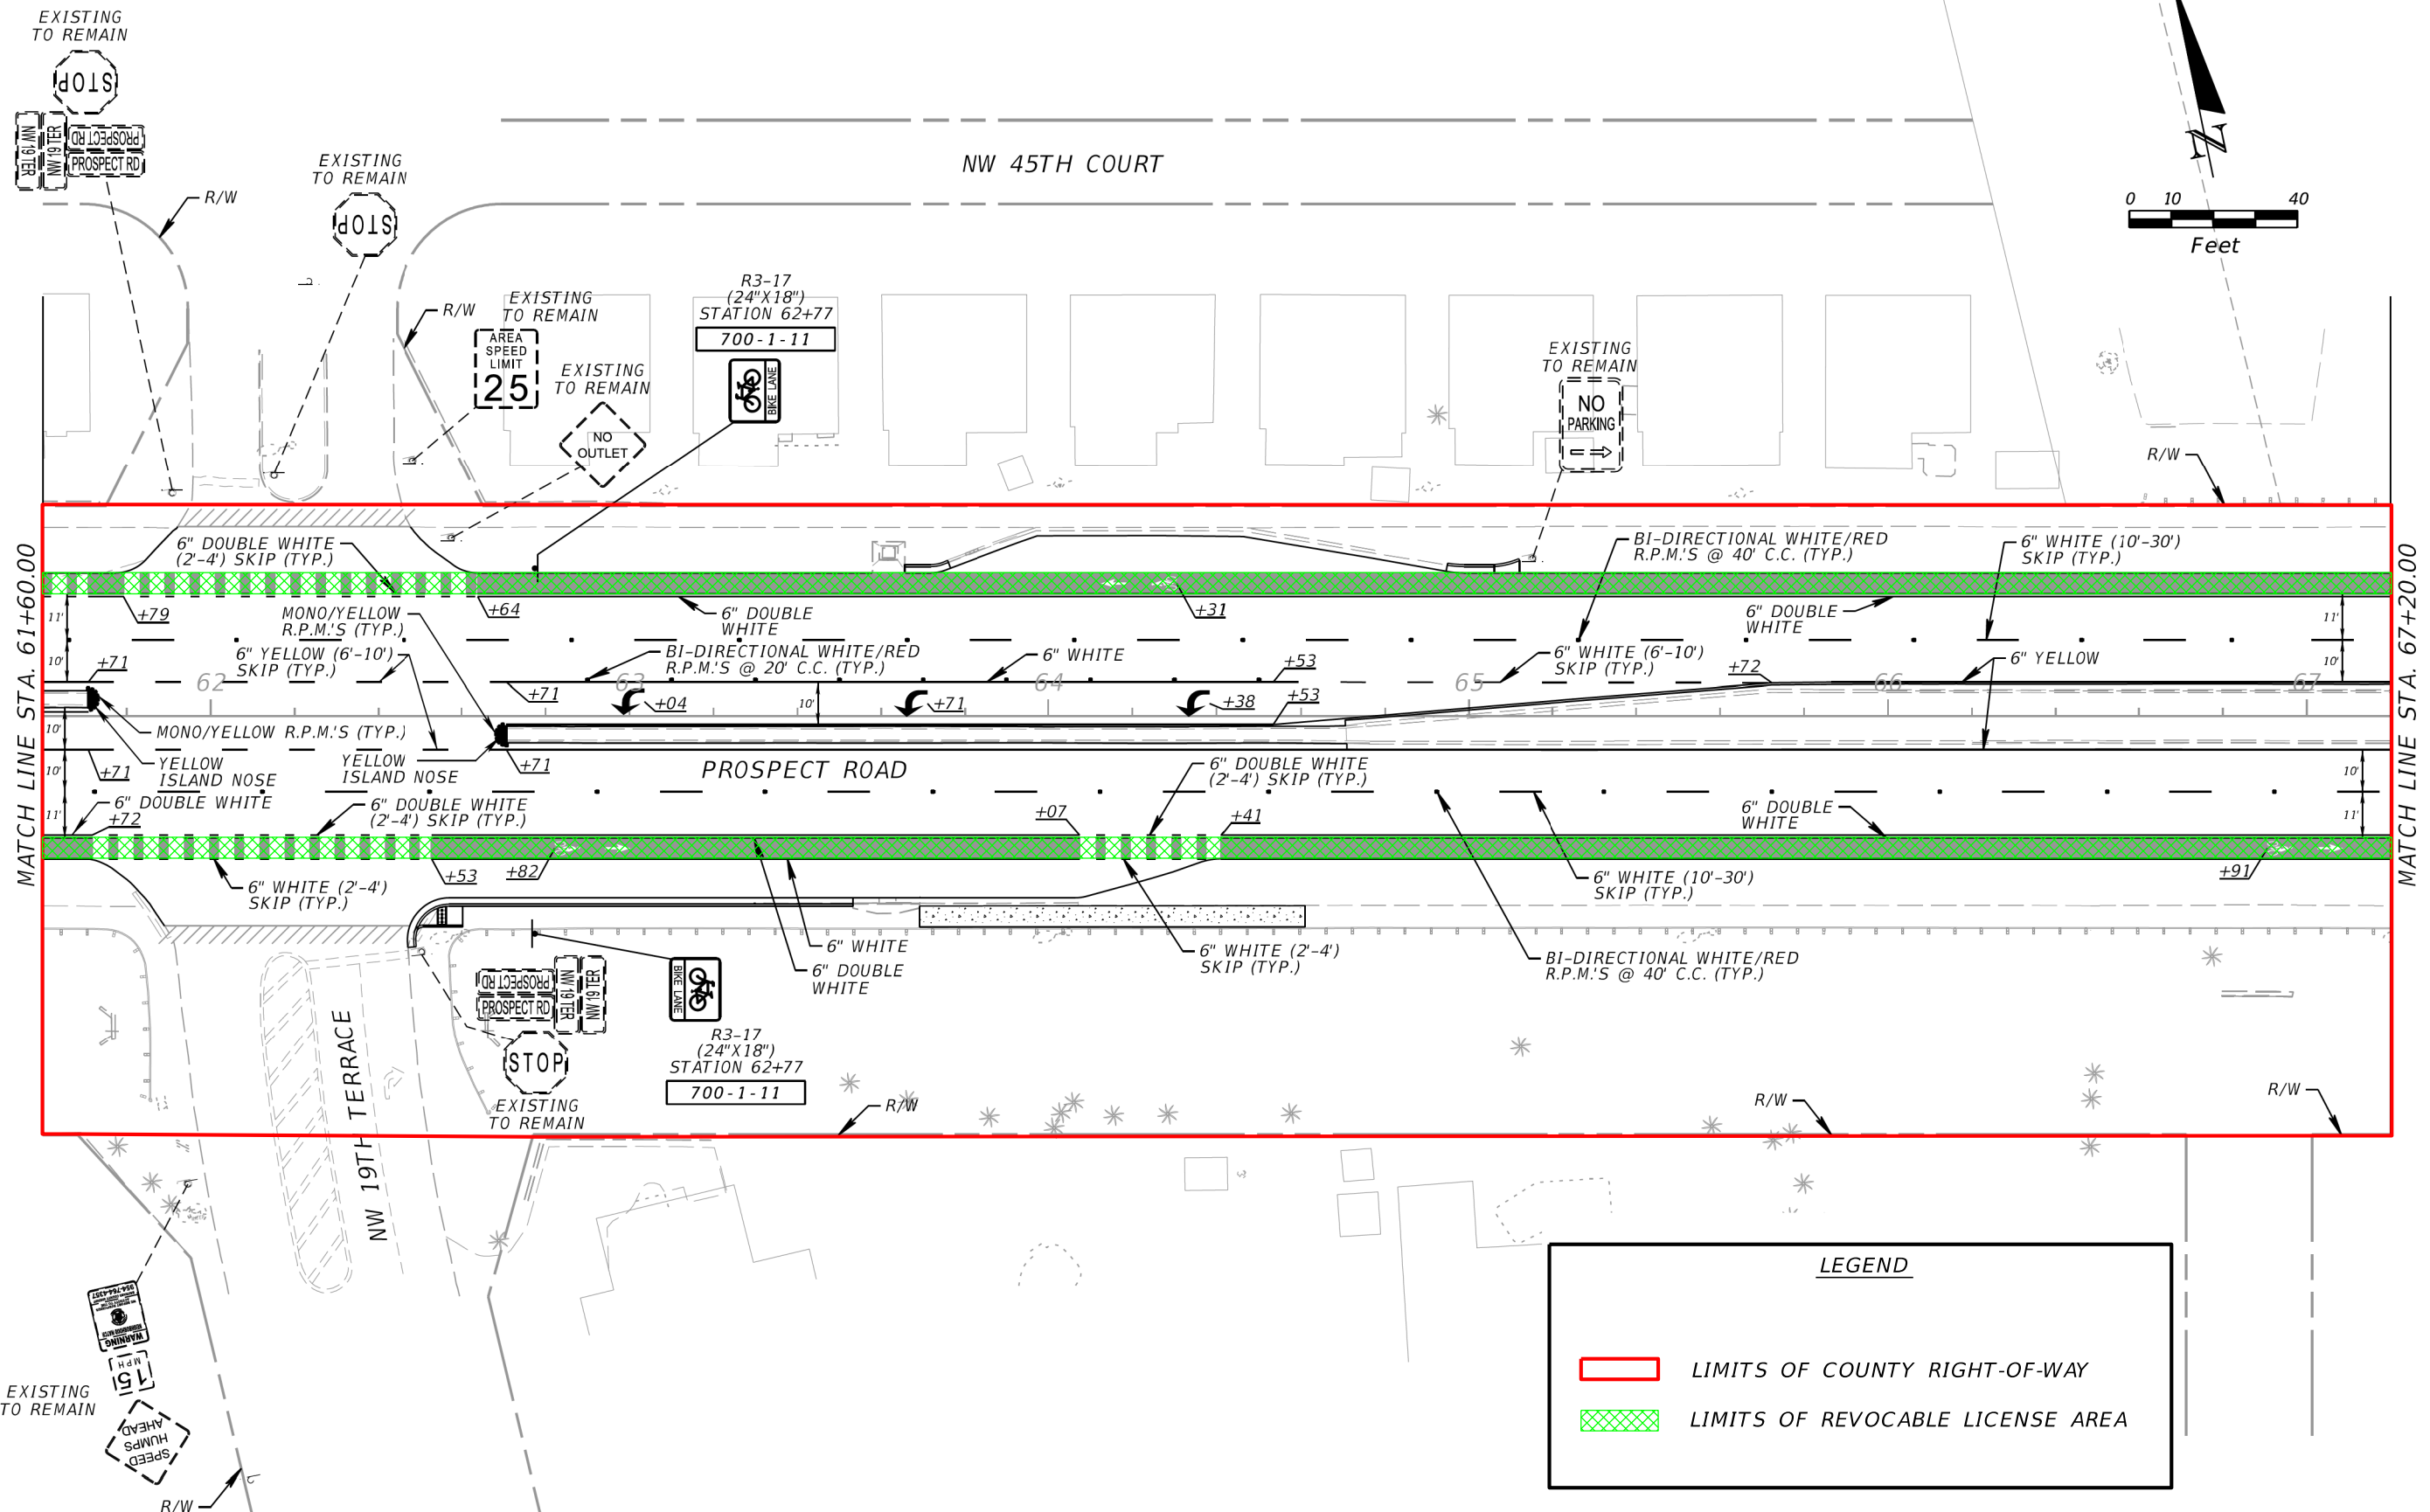 EXISTING
TO REMAIN
STOP
NW 19 TER
NW 19 TER
PROSPECT RD
PROSPECT RD
R/W
EXISTING
TO REMAIN
STOP
NW 45TH COURT
N
0 10 40
Feet
R/W
EXISTING
TO REMAIN
AREA
SPEED
LIMIT
25
EXISTING
TO REMAIN
NO
OUTLET
R3-17
(24"X18")
STATION 62+77
700-1-11
BIKE LANE
EXISTING
TO REMAIN
NO
PARKING
R/W
MATCH LINE STA. 61+60.00
MATCH LINE STA. 67+20.00
6" DOUBLE WHITE
(2'-4') SKIP (TYP.)
BI-DIRECTIONAL WHITE/RED
R.P.M.'S @ 40' C.C. (TYP.)
6" WHITE (10'-30')
SKIP (TYP.)
11'
+79
MONO/YELLOW
R.P.M.'S (TYP.)
+64
6" DOUBLE
WHITE
+31
6" DOUBLE
WHITE
11'
10'
+71
6" YELLOW (6'-10')
SKIP (TYP.)
BI-DIRECTIONAL WHITE/RED
R.P.M.'S @ 20' C.C. (TYP.)
6" WHITE
+53
6" WHITE (6'-10')
SKIP (TYP.)
+72
6" YELLOW
10'
62
63
64
65
66
67
+71
+04
10'
+71
+38
+53
10'
MONO/YELLOW R.P.M.'S (TYP.)
+71
YELLOW
ISLAND NOSE
YELLOW
ISLAND NOSE
+71
PROSPECT ROAD
6" DOUBLE WHITE
(2'-4') SKIP (TYP.)
10'
10'
6" DOUBLE WHITE
+72
6" DOUBLE WHITE
(2'-4') SKIP (TYP.)
+07
+41
6" DOUBLE
WHITE
11'
11'
6" WHITE (2'-4')
SKIP (TYP.)
+53
+82
6" WHITE (10'-30')
SKIP (TYP.)
+91
6" WHITE
6" DOUBLE
WHITE
6" WHITE (2'-4')
SKIP (TYP.)
BI-DIRECTIONAL WHITE/RED
R.P.M.'S @ 40' C.C. (TYP.)
PROSPECT RD
PROSPECT RD
NW 19 TER
NW 19 TER
BIKE LANE
STOP
EXISTING
TO REMAIN
R3-17
(24"X18")
STATION 62+77
700-1-11
NW 19TH TERRACE
R/W
R/W
R/W
WARNING
15
MPH
SPEED
HUMPS
AHEAD
EXISTING
TO REMAIN
R/W
LEGEND
LIMITS OF COUNTY RIGHT-OF-WAY
LIMITS OF REVOCABLE LICENSE AREA